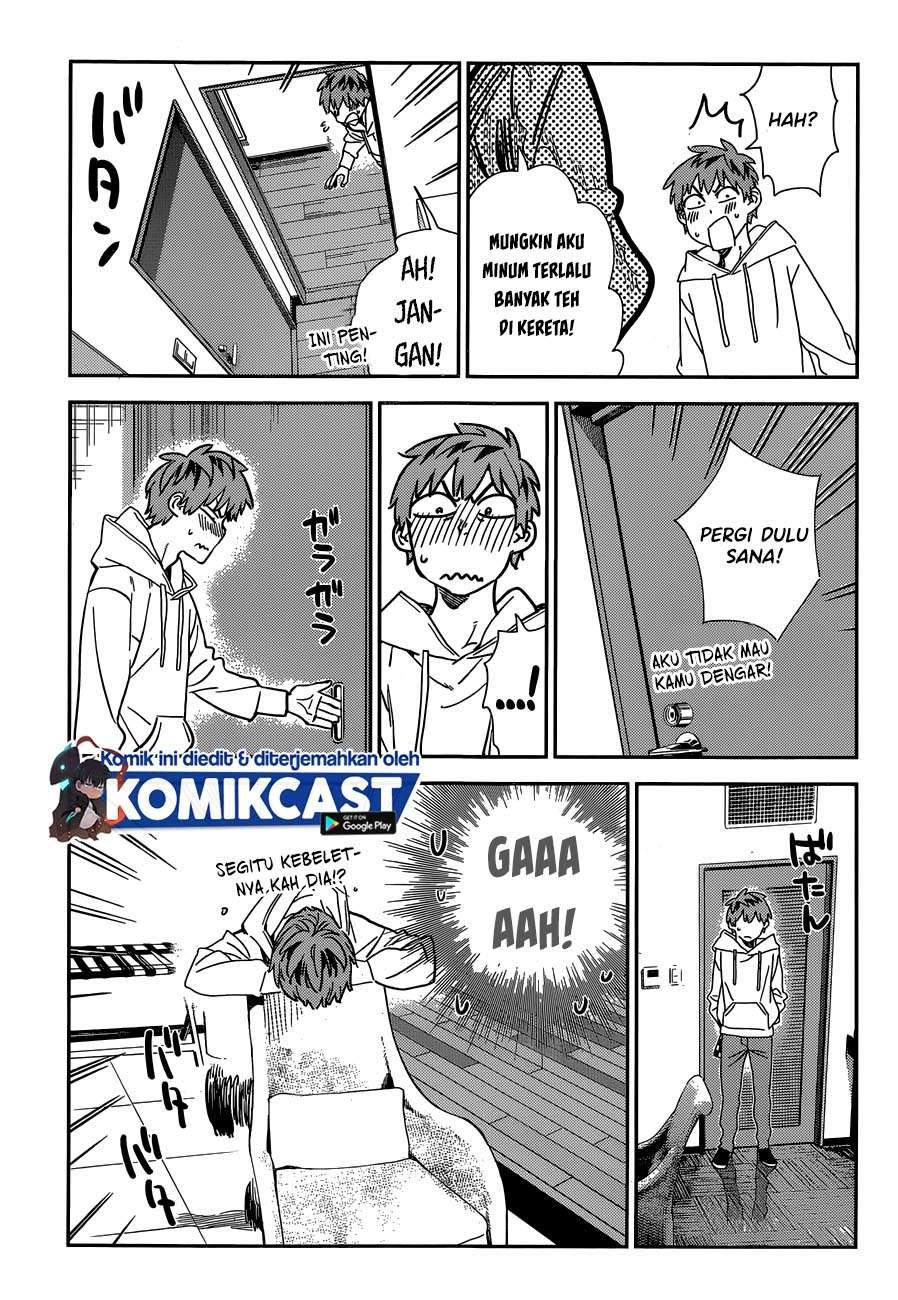 HAH?
MUNGKIN AKU
MINUM TERLALU
BANYAK TEH
DI KERETA!
AH!
JAN-
GAN!
INI PEN-
TING!
バタン
PERGI DULU
SANA!
AKU TIDAK MAU
KAMU DENGAR!
....!
ガラガラ
Komik ini diedit & diterjemahkan oleh
KOMIKCAST
GET IT ON
Google Play
ばたん
GAAA
AAH!
SEGITU KEBELET-
NYA KAH DIA!?
バタ
バタ